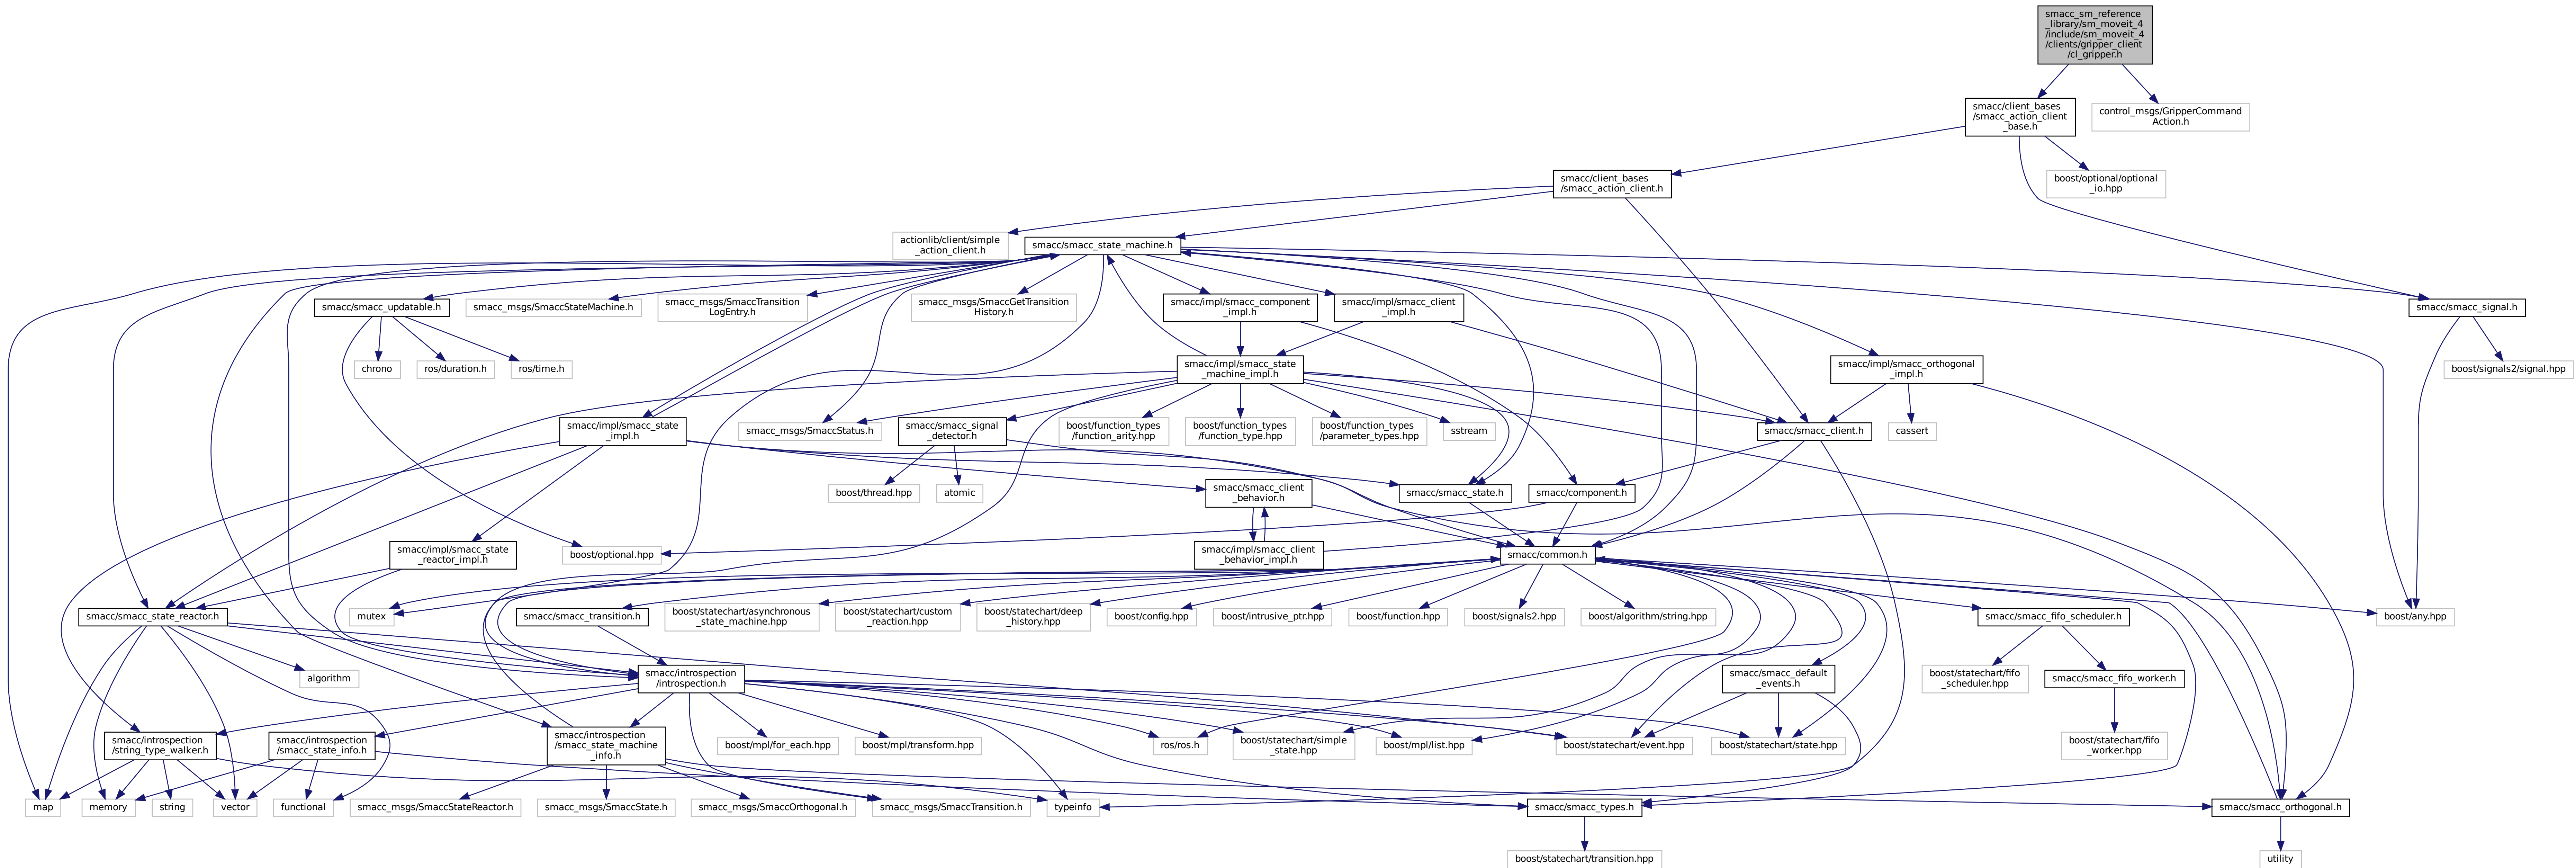 smacc_sm_reference
_library/sm_moveit_4
/include/sm_moveit_4
/clients/gripper_client
/cl_gripper.h
smacc/client_bases
/smacc_action_client
_base.h
control_msgs/GripperCommand
Action.h
smacc/client_bases
/smacc_action_client.h
boost/optional/optional
_io.hpp
actionlib/client/simple
_action_client.h
smacc/smacc_state_machine.h
smacc/smacc_updatable.h
smacc_msgs/SmaccStateMachine.h
smacc_msgs/SmaccTransition
LogEntry.h
smacc_msgs/SmaccGetTransition
History.h
smacc/impl/smacc_component
_impl.h
smacc/impl/smacc_client
_impl.h
smacc/smacc_signal.h
chrono
ros/duration.h
ros/time.h
smacc/impl/smacc_state
_machine_impl.h
smacc/impl/smacc_orthogonal
_impl.h
boost/signals2/signal.hpp
smacc/impl/smacc_state
_impl.h
smacc_msgs/SmaccStatus.h
smacc/smacc_signal
_detector.h
boost/function_types
/function_arity.hpp
boost/function_types
/function_type.hpp
boost/function_types
/parameter_types.hpp
sstream
smacc/smacc_client.h
cassert
boost/thread.hpp
atomic
smacc/smacc_client
_behavior.h
smacc/smacc_state.h
smacc/component.h
smacc/impl/smacc_state
_reactor_impl.h
boost/optional.hpp
smacc/impl/smacc_client
_behavior_impl.h
smacc/common.h
smacc/smacc_state_reactor.h
mutex
smacc/smacc_transition.h
boost/statechart/asynchronous
_state_machine.hpp
boost/statechart/custom
_reaction.hpp
boost/statechart/deep
_history.hpp
boost/config.hpp
boost/intrusive_ptr.hpp
boost/function.hpp
boost/signals2.hpp
boost/algorithm/string.hpp
smacc/smacc_fifo_scheduler.h
boost/any.hpp
algorithm
smacc/introspection
/introspection.h
smacc/smacc_default
_events.h
boost/statechart/fifo
_scheduler.hpp
smacc/smacc_fifo_worker.h
smacc/introspection
/string_type_walker.h
smacc/introspection
/smacc_state_info.h
smacc/introspection
/smacc_state_machine
_info.h
boost/mpl/for_each.hpp
boost/mpl/transform.hpp
ros/ros.h
boost/statechart/simple
_state.hpp
boost/mpl/list.hpp
boost/statechart/event.hpp
boost/statechart/state.hpp
boost/statechart/fifo
_worker.hpp
map
memory
string
vector
functional
smacc_msgs/SmaccStateReactor.h
smacc_msgs/SmaccState.h
smacc_msgs/SmaccOrthogonal.h
smacc_msgs/SmaccTransition.h
typeinfo
smacc/smacc_types.h
smacc/smacc_orthogonal.h
boost/statechart/transition.hpp
utility